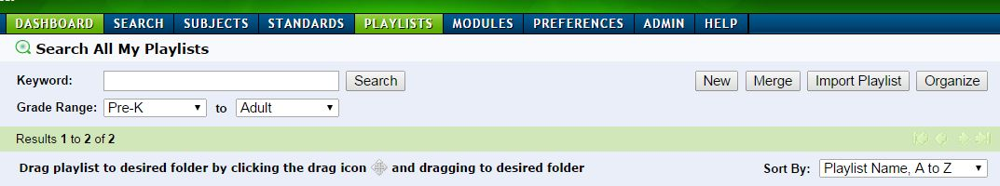 DASHBOARD SEARCH SUBJECTS STANDARDS PLAYLISTS MODULES PREFERENCES ADMIN HELP
Search All My Playlists
Keyword: Search New Merge Import Playlist Organize
Grade Range: Pre-K to Adult
Results 1 to 2 of 2
Drag playlist to desired folder by clicking the drag icon and dragging to desired folder Sort By: Playlist Name, A to Z